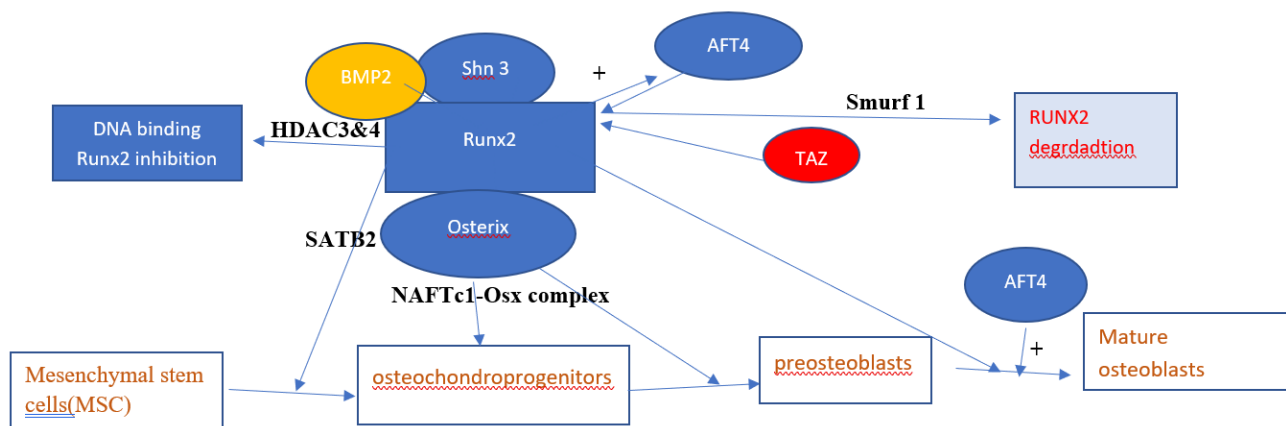 BMP2
Shn 3
+
AFT4
DNA binding
Runx2 inhibition
HDAC3&4
Runx2
Smurf 1
TAZ
RUNX2
degrdadtion
SATB2
Osterix
NAFTc1-Osx complex
AFT4
+
Mesenchymal stem
cells(MSC)
osteochondroprogenitors
preosteoblasts
Mature
osteoblasts